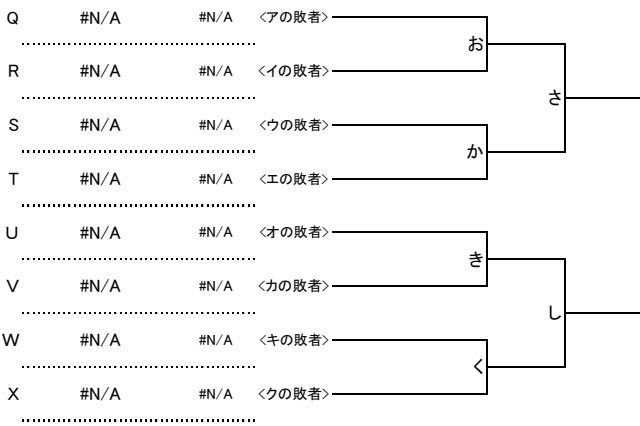 Q #N/A #N/A <アの敗者>
お
R #N/A #N/A <イの敗者>
さ
S #N/A #N/A <ウの敗者>
か
T #N/A #N/A <エの敗者>
U #N/A #N/A <オの敗者>
き
V #N/A #N/A <カの敗者>
し
W #N/A #N/A <キの敗者>
く
X #N/A #N/A <クの敗者>